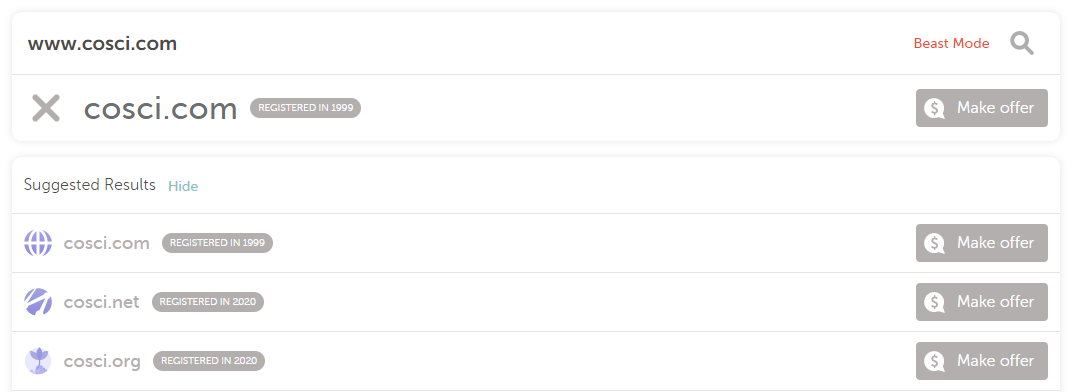 www.cosci.com Beast Mode
cosci.com REGISTERED IN 1999 Make offer
Suggested Results Hide
cosci.com REGISTERED IN 1999 Make offer
cosci.net REGISTERED IN 2020 Make offer
cosci.org REGISTERED IN 2020 Make offer